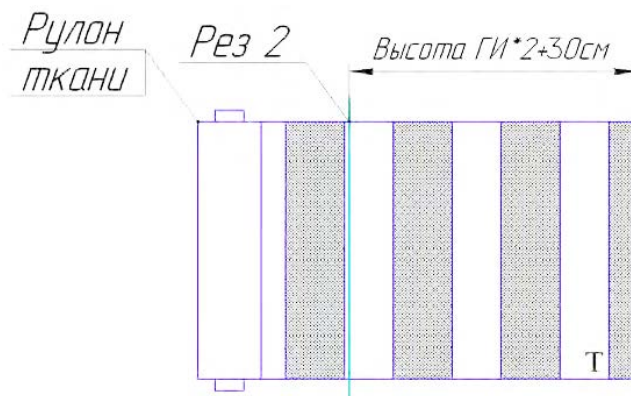 Рулон
ткани
Рез 2
Высота ГИ*2+30см
Т